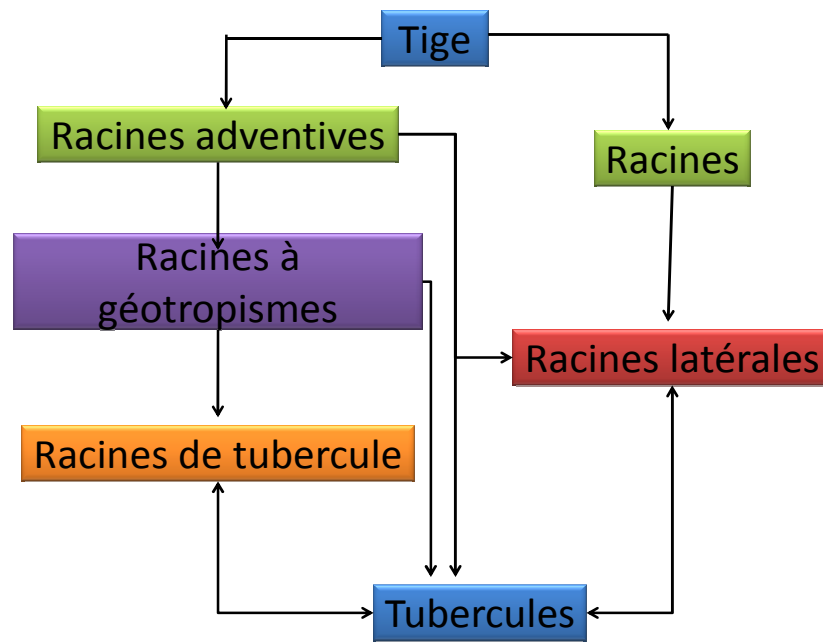 Tige
Racines adventives
Racines
Racines à
géotropismes
Racines latérales
Racines de tubercule
Tubercules